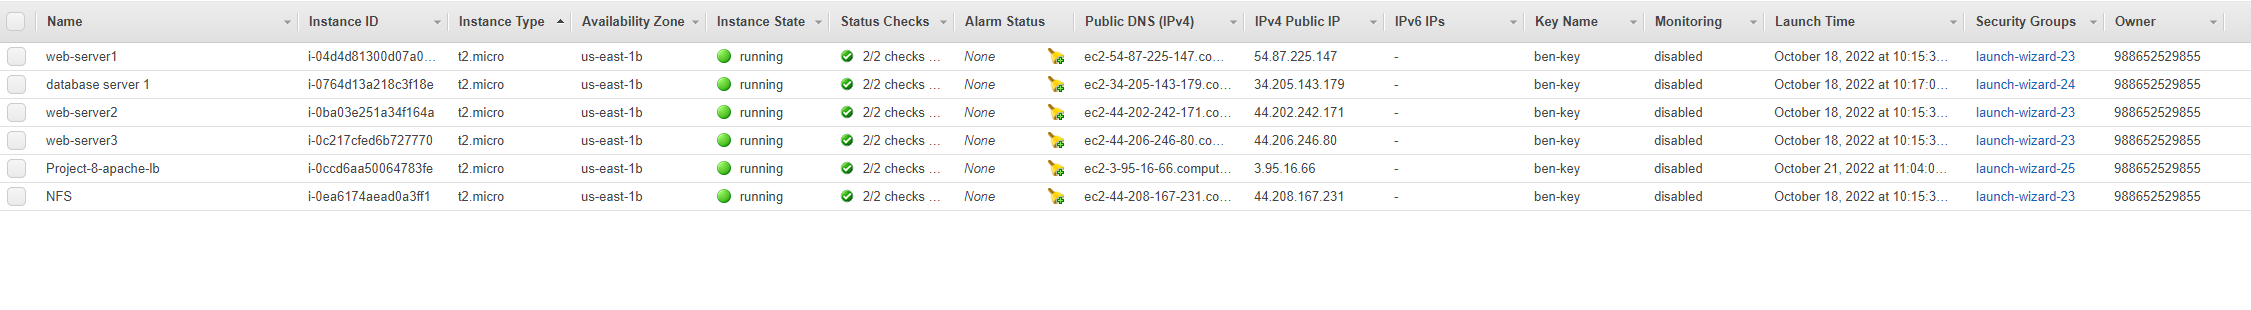 Name Instance ID Instance Type Availability Zone Instance State Status Checks Alarm Status Public DNS (IPv4) IPv4 Public IP IPv6 IPs Key Name Monitoring Launch Time Security Groups Owner
web-server1 i-04d4d81300d07a0... t2.micro us-east-1b running 2/2 checks ... None ec2-54-87-225-147.co... 54.87.225.147 - ben-key disabled October 18, 2022 at 10:15:3... launch-wizard-23 988652529855
database server 1 i-0764d13a218c3f18e t2.micro us-east-1b running 2/2 checks ... None ec2-34-205-143-179.co... 34.205.143.179 - ben-key disabled October 18, 2022 at 10:17:0... launch-wizard-24 988652529855
web-server2 i-0ba03e251a34f164a t2.micro us-east-1b running 2/2 checks ... None ec2-44-202-242-171.co... 44.202.242.171 - ben-key disabled October 18, 2022 at 10:15:3... launch-wizard-23 988652529855
web-server3 i-0c217cfed6b727770 t2.micro us-east-1b running 2/2 checks ... None ec2-44-206-246-80.co... 44.206.246.80 - ben-key disabled October 18, 2022 at 10:15:3... launch-wizard-23 988652529855
Project-8-apache-lb i-0ccd6aa50064783fe t2.micro us-east-1b running 2/2 checks ... None ec2-3-95-16-66.comput... 3.95.16.66 - ben-key disabled October 21, 2022 at 11:04:0... launch-wizard-25 988652529855
NFS i-0ea6174aead0a3ff1 t2.micro us-east-1b running 2/2 checks ... None ec2-44-208-167-231.co... 44.208.167.231 - ben-key disabled October 18, 2022 at 10:15:3... launch-wizard-23 988652529855